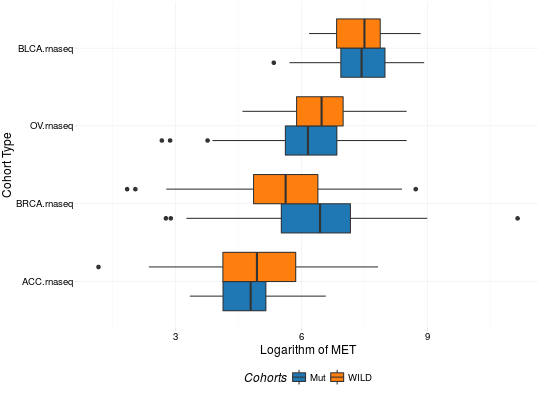 Cohort Type
BLCA.rnaseq
OV.rnaseq
BRCA.rnaseq
ACC.rnaseq
3 6 9
Logarithm of MET
Cohorts Mut WILD